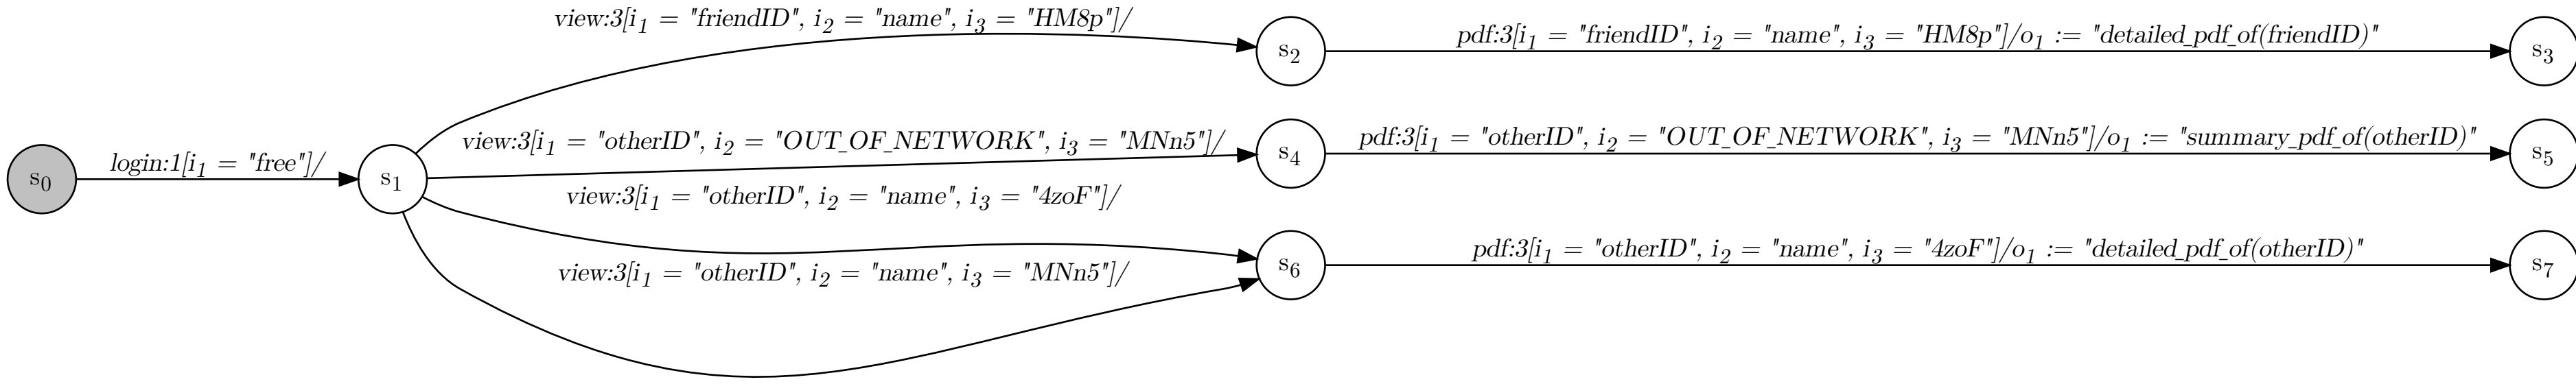 view:3[i₁ = "friendID", i₂ = "name", i₃ = "HM8p"]/
pdf:3[i₁ = "friendID", i₂ = "name", i₃ = "HM8p"]/o₁ := "detailed_pdf_of(friendID)"
s₂
s₃
view:3[i₁ = "otherID", i₂ = "OUT_OF_NETWORK", i₃ = "MNn5"]/
pdf:3[i₁ = "otherID", i₂ = "OUT_OF_NETWORK", i₃ = "MNn5"]/o₁ := "summary_pdf_of(otherID)"
s₄
s₅
login:1[i₁ = "free"]/
s₀
s₁
view:3[i₁ = "otherID", i₂ = "name", i₃ = "4zoF"]/
pdf:3[i₁ = "otherID", i₂ = "name", i₃ = "4zoF"]/o₁ := "detailed_pdf_of(otherID)"
s₆
s₇
view:3[i₁ = "otherID", i₂ = "name", i₃ = "MNn5"]/